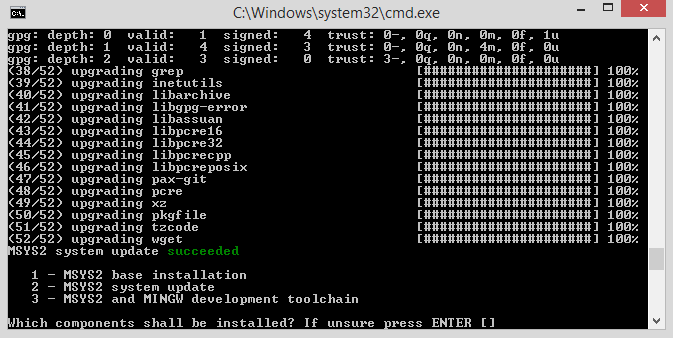 C:\Windows\system32\cmd.exe
gpg: depth: 0  valid:   1  signed:   4  trust: 0-, 0q, 0n, 0m, 0f, 1u
gpg: depth: 1  valid:   4  signed:   3  trust: 0-, 0q, 0n, 4m, 0f, 0u
gpg: depth: 2  valid:   3  signed:   0  trust: 3-, 0q, 0n, 0m, 0f, 0u
(38/52) upgrading grep [#####################] 100%
(39/52) upgrading inetutils [#####################] 100%
(40/52) upgrading libarchive [#####################] 100%
(41/52) upgrading libgpg-error [#####################] 100%
(42/52) upgrading libassuan [#####################] 100%
(43/52) upgrading libpcre16 [#####################] 100%
(44/52) upgrading libpcre32 [#####################] 100%
(45/52) upgrading libpcrecpp [#####################] 100%
(46/52) upgrading libpcreposix [#####################] 100%
(47/52) upgrading pax-git [#####################] 100%
(48/52) upgrading pcre [#####################] 100%
(49/52) upgrading xz [#####################] 100%
(50/52) upgrading pkgfile [#####################] 100%
(51/52) upgrading tzcode [#####################] 100%
(52/52) upgrading wget [#####################] 100%
MSYS2 system update succeeded
1 - MSYS2 base installation
2 - MSYS2 system update
3 - MSYS2 and MINGW development toolchain
Which components shall be installed? If unsure press ENTER []